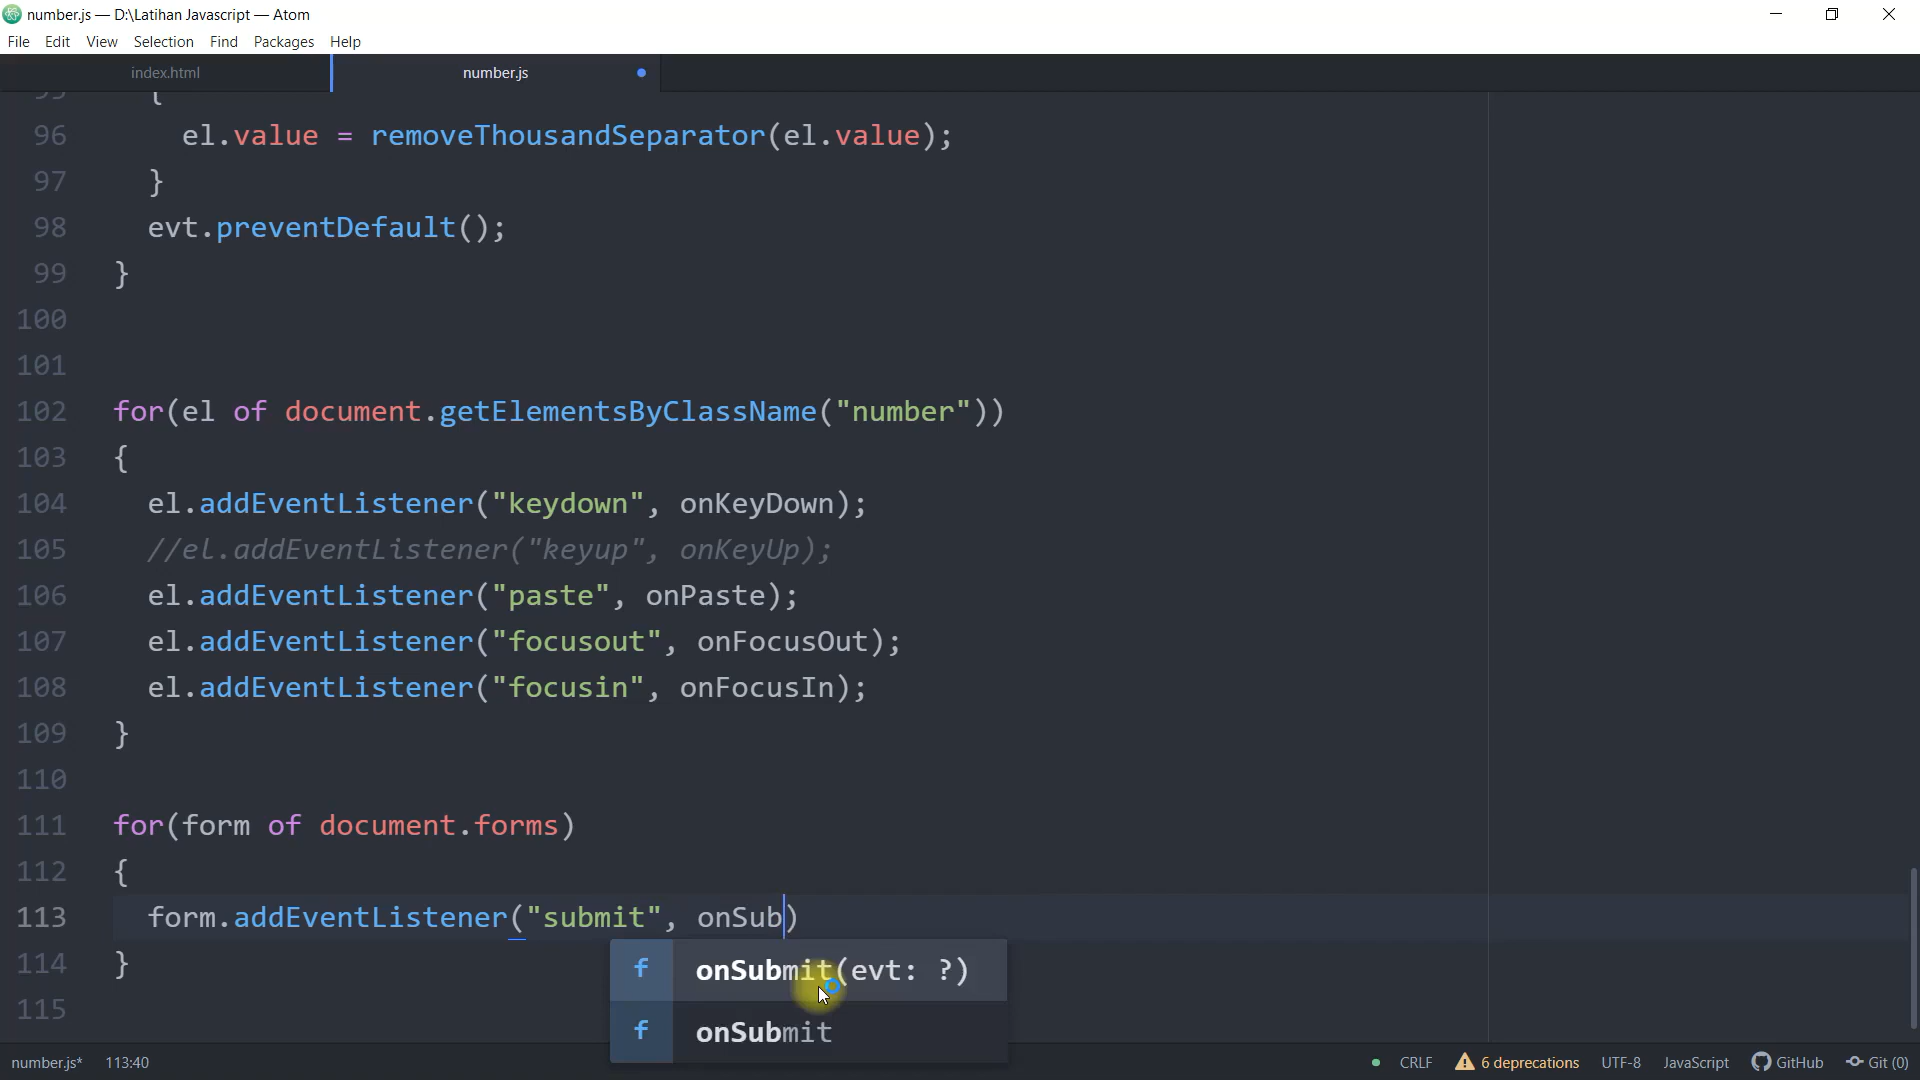 number.js — D:\Latihan Javascript — Atom
File Edit View Selection Find Packages Help
index.html number.js
95 {
96 el.value = removeThousandSeparator(el.value);
97 }
98 evt.preventDefault();
99 }
100
101
102 for(el of document.getElementsByClassName("number"))
103 {
104 el.addEventListener("keydown", onKeyDown);
105 //el.addEventListener("keyup", onKeyUp);
106 el.addEventListener("paste", onPaste);
107 el.addEventListener("focusout", onFocusOut);
108 el.addEventListener("focusin", onFocusIn);
109 }
110
111 for(form of document.forms)
112 {
113 form.addEventListener("submit", onSub)
114 }
f onSubmit(evt: ?)
115
f onSubmit
number.js* 113:40 CRLF 6 deprecations UTF-8 JavaScript GitHub Git (0)